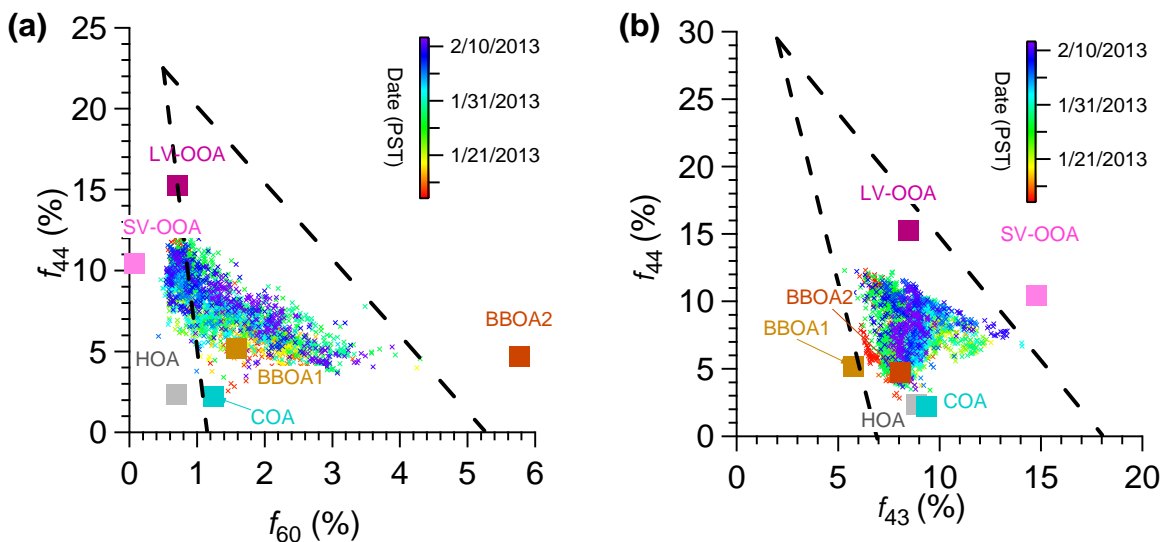 (a)
f44 (%)
25
20
15
10
5
0
0
1
2
3
4
5
6
f60 (%)
LV-OOA
SV-OOA
HOA
BBOA1
COA
BBOA2
Date (PST)
2/10/2013
1/31/2013
1/21/2013
(b)
f44 (%)
30
25
20
15
10
5
0
0
5
10
15
20
f43 (%)
LV-OOA
SV-OOA
BBOA2
BBOA1
HOA
COA
Date (PST)
2/10/2013
1/31/2013
1/21/2013